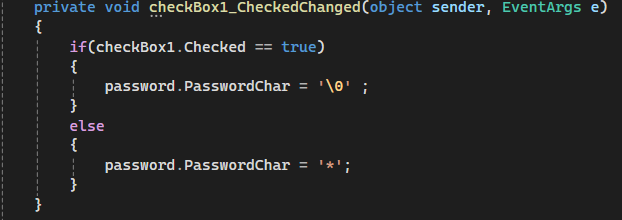 private void checkBox1_CheckedChanged(object sender, EventArgs e)
{
if(checkBox1.Checked == true)
{
password.PasswordChar = '\0' ;
}
else
{
password.PasswordChar = '*';
}
}